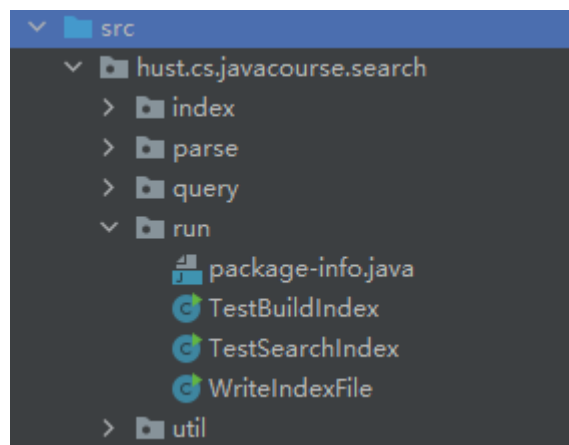 src
hust.cs.javacourse.search
index
parse
query
run
package-info.java
TestBuildIndex
TestSearchIndex
WriteIndexFile
util